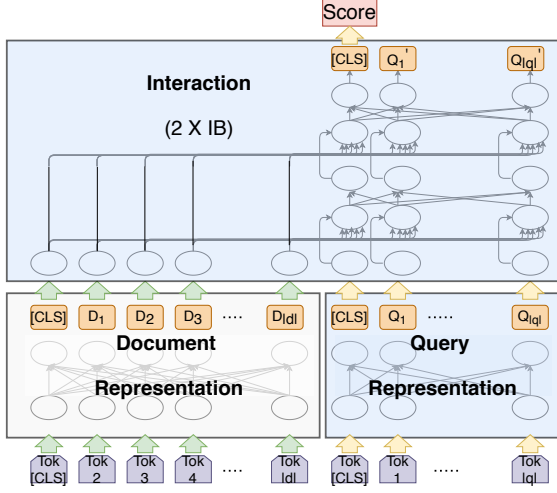 Score
[CLS] Q1' Q|q|'
Interaction
(2 X IB)
[CLS] D1 D2 D3 .... D|d| [CLS] Q1 ..... Q|q|
Document Query
Representation Representation
Tok [CLS] Tok 2 Tok 3 Tok 4 .... Tok |d| Tok [CLS] Tok 1 ..... Tok |q|